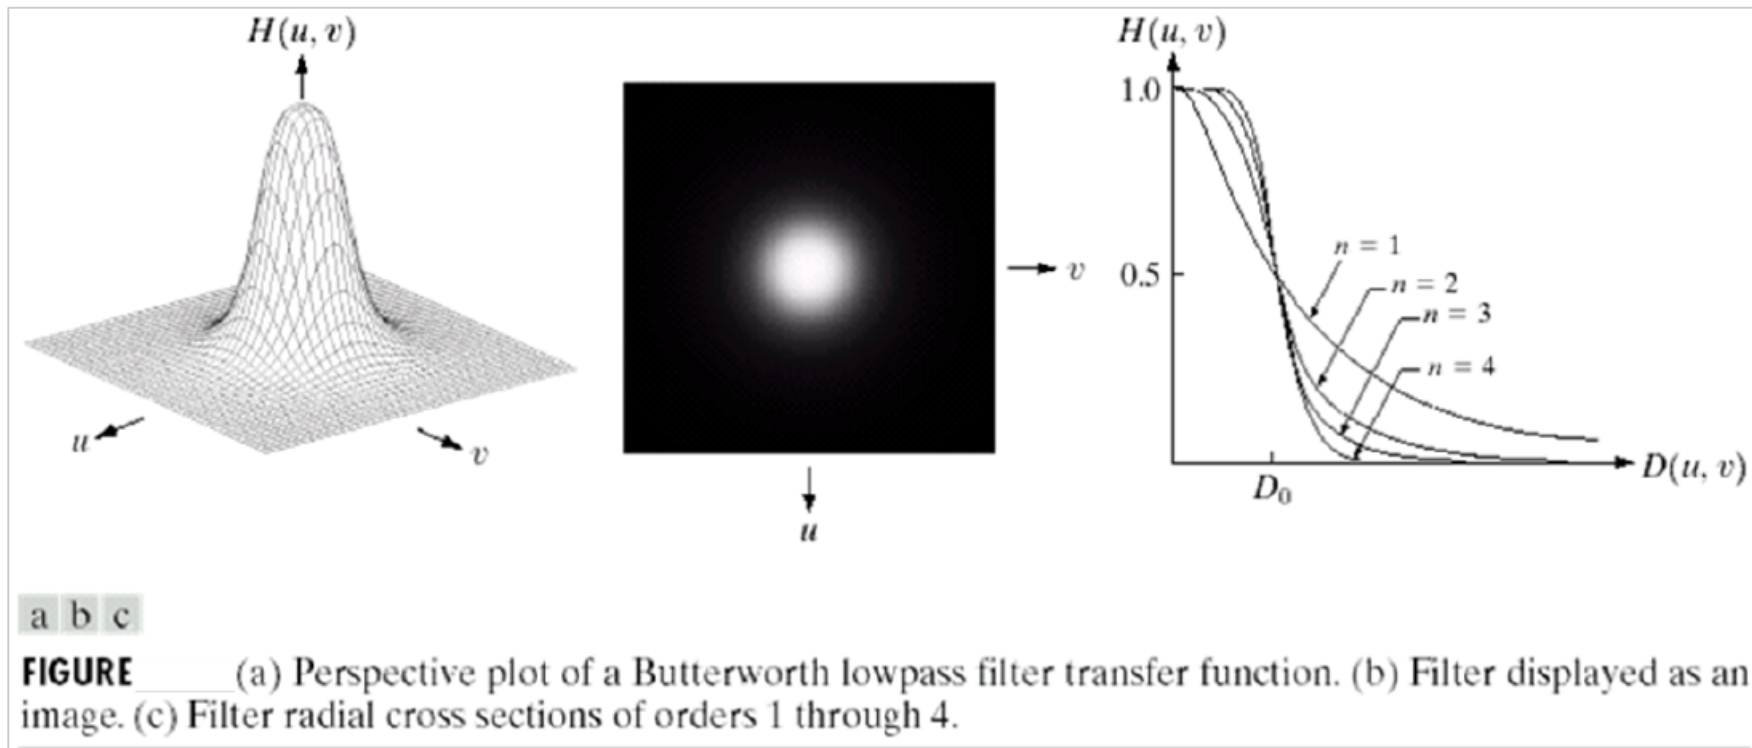 H(u, v)
u
v
v
u
H(u, v)
1.0
0.5
n = 1
n = 2
n = 3
n = 4
D₀
D(u, v)
a b c
FIGURE (a) Perspective plot of a Butterworth lowpass filter transfer function. (b) Filter displayed as an
image. (c) Filter radial cross sections of orders 1 through 4.